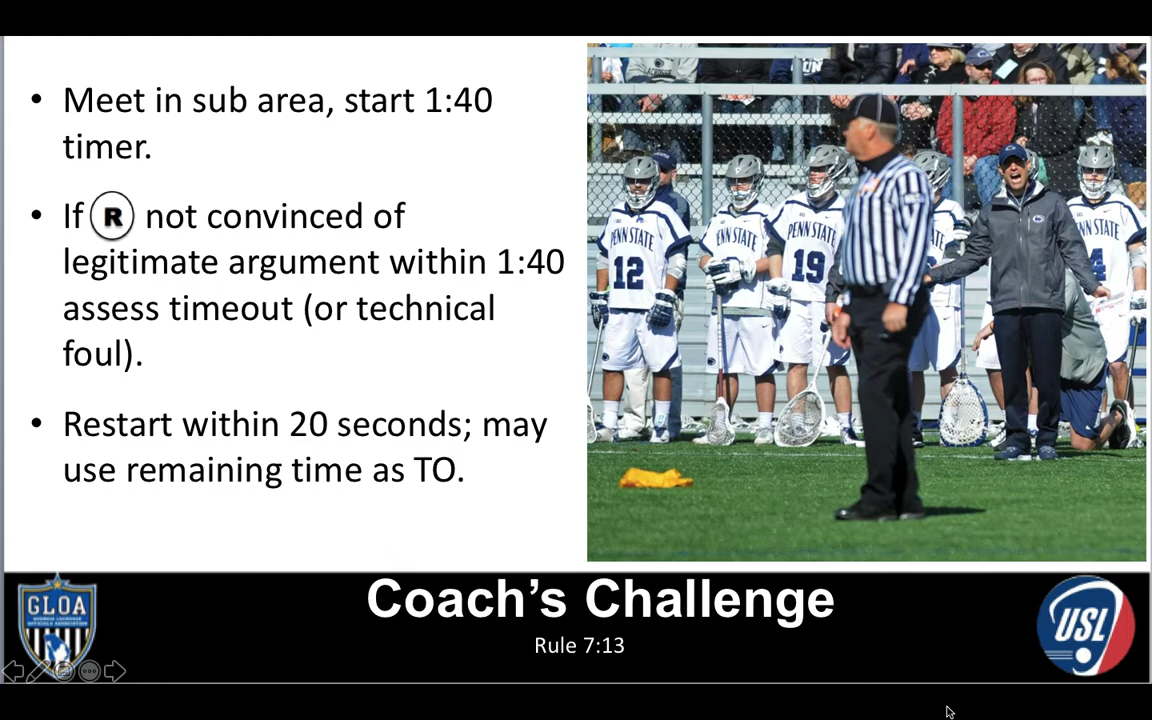 • Meet in sub area, start 1:40
timer.
• If R not convinced of
legitimate argument within 1:40
assess timeout (or technical
foul).
• Restart within 20 seconds; may
use remaining time as TO.
PENN STATE
12
PENN STATE
PENN STATE
19
4
Coach’s Challenge
Rule 7:13
GLOA
USL